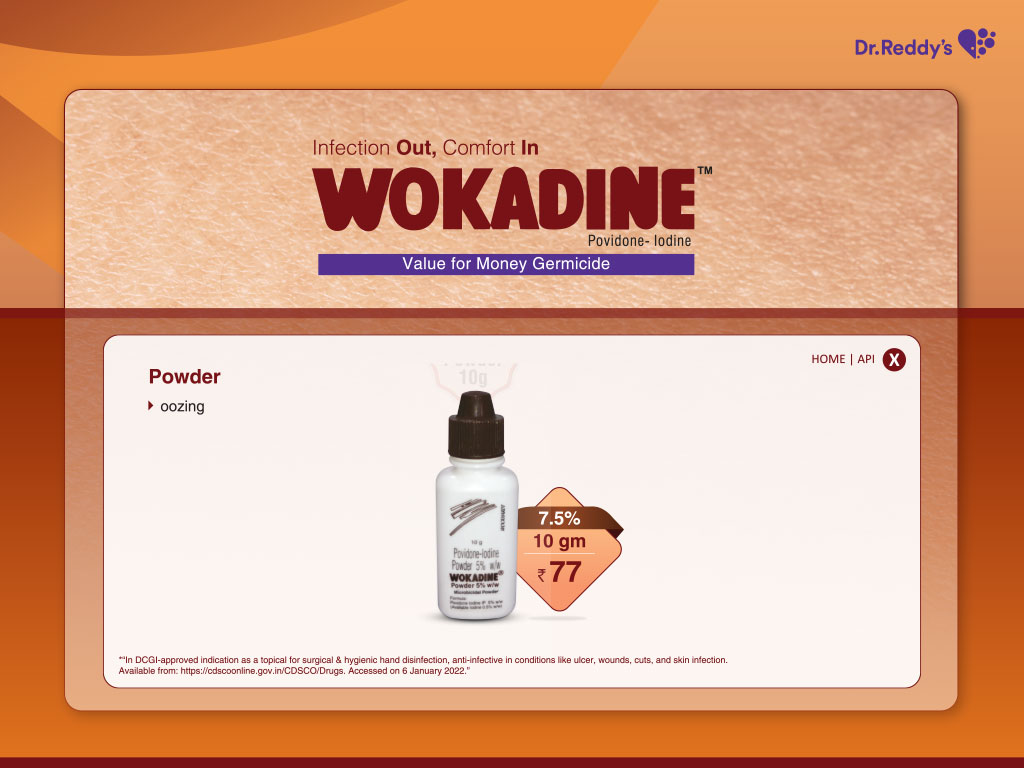 Dr.Reddy's
Infection Out, Comfort In
WOKADINE™
Povidone- Iodine
Value for Money Germicide
HOME | API X
Powder
oozing
Powder
10g
7.5%
10 gm
₹77
10 g
Povidone-Iodine
Powder 5% w/w
WOKADINE®
Powder 5% w/w
Microbicidal Powder
*"In DCGI-approved indication as a topical for surgical & hygienic hand disinfection, anti-infective in conditions like ulcer, wounds, cuts, and skin infection.
Available from: https://cdscoonline.gov.in/CDSCO/Drugs. Accessed on 6 January 2022."